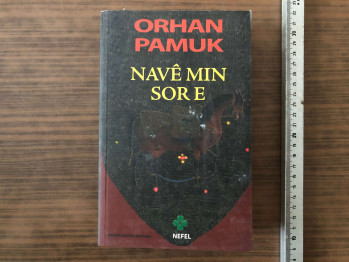 ORHAN
PAMUK
NAVÊ MIN
SOR E
NEFEL